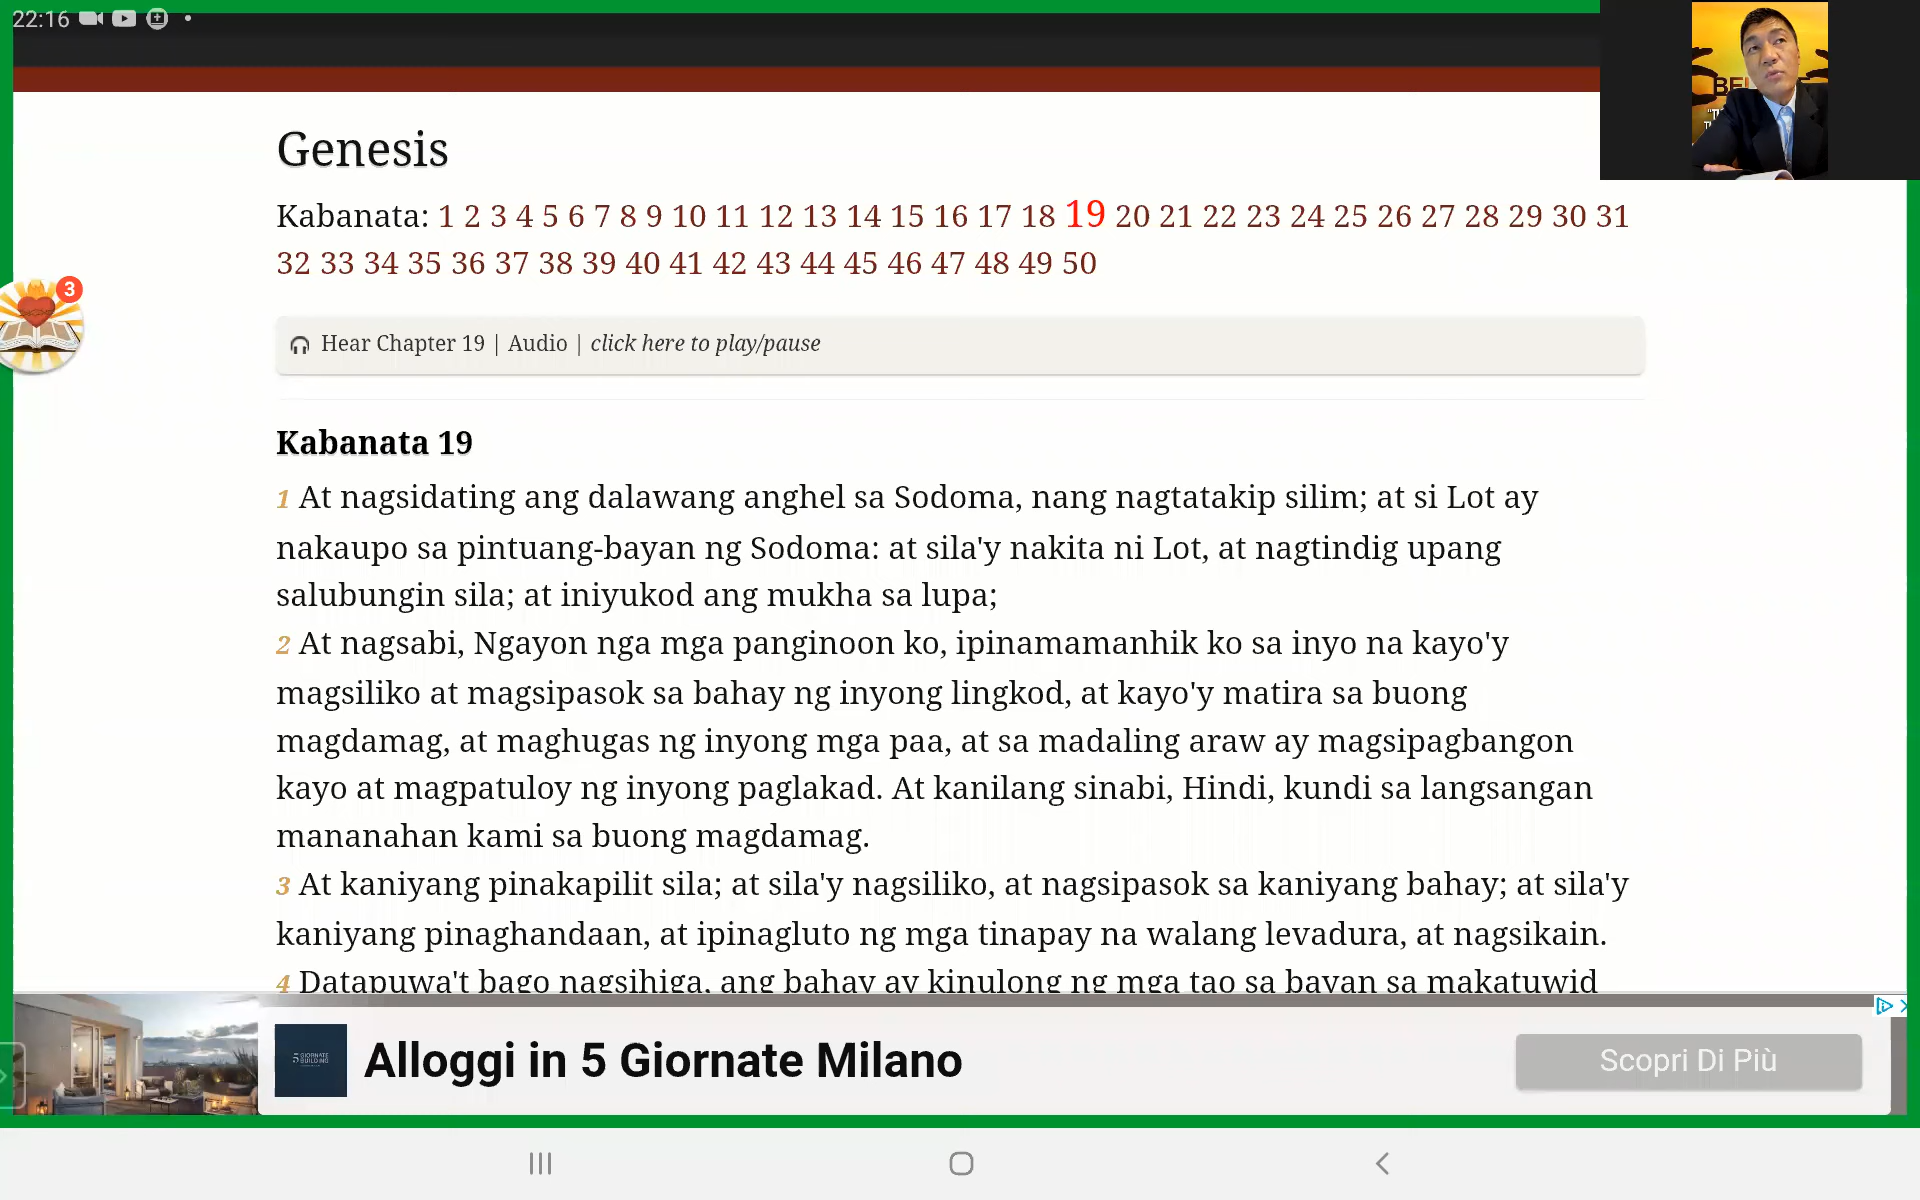 22:16
Genesis
Kabanata: 1 2 3 4 5 6 7 8 9 10 11 12 13 14 15 16 17 18 19 20 21 22 23 24 25 26 27 28 29 30 31
32 33 34 35 36 37 38 39 40 41 42 43 44 45 46 47 48 49 50
3
Hear Chapter 19 | Audio | click here to play/pause
Kabanata 19
1 At nagsidating ang dalawang anghel sa Sodoma, nang nagtatakip silim; at si Lot ay
nakaupo sa pintuang-bayan ng Sodoma: at sila'y nakita ni Lot, at nagtindig upang
salubungin sila; at iniyukod ang mukha sa lupa;
2 At nagsabi, Ngayon nga mga panginoon ko, ipinamamanhik ko sa inyo na kayo'y
magsiliko at magsipasok sa bahay ng inyong lingkod, at kayo'y matira sa buong
magdamag, at maghugas ng inyong mga paa, at sa madaling araw ay magsipagbangon
kayo at magpatuloy ng inyong paglakad. At kanilang sinabi, Hindi, kundi sa langsangan
mananahan kami sa buong magdamag.
3 At kaniyang pinakapilit sila; at sila'y nagsiliko, at nagsipasok sa kaniyang bahay; at sila'y
kaniyang pinaghandaan, at ipinagluto ng mga tinapay na walang levadura, at nagsikain.
4 Datapuwa't bago nagsihiga, ang bahay ay kinulong ng mga tao sa bayan sa makatuwid
5 GIORNATE
BUILDING
Alloggi in 5 Giornate Milano
Scopri Di Più